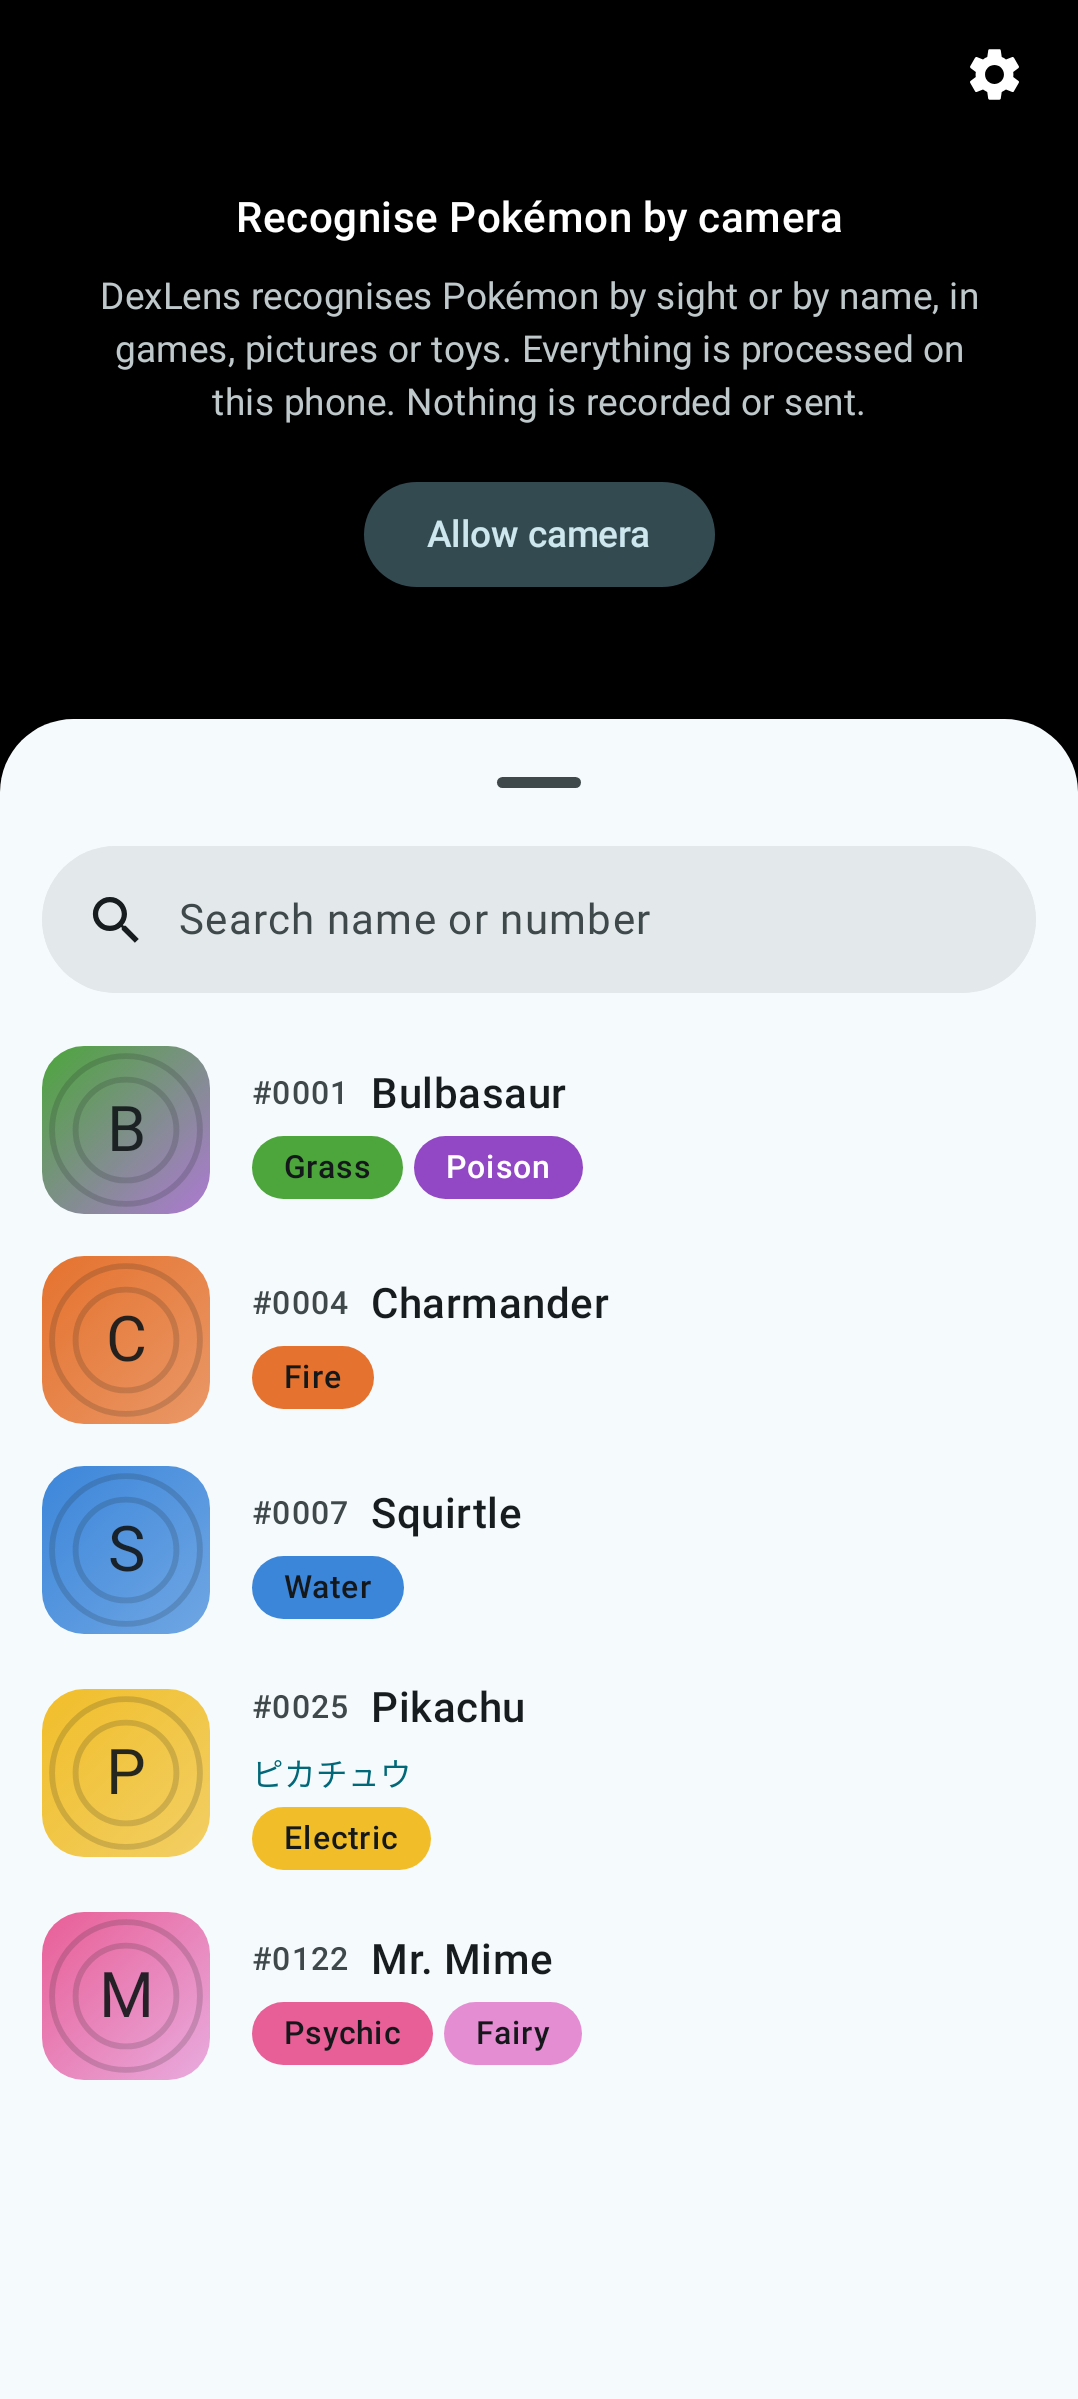 Recognise Pokémon by camera
DexLens recognises Pokémon by sight or by name, in
games, pictures or toys. Everything is processed on
this phone. Nothing is recorded or sent.
Allow camera
Search name or number
B
#0001 Bulbasaur
Grass Poison
C
#0004 Charmander
Fire
S
#0007 Squirtle
Water
P
#0025 Pikachu
ピカチュウ
Electric
M
#0122 Mr. Mime
Psychic Fairy